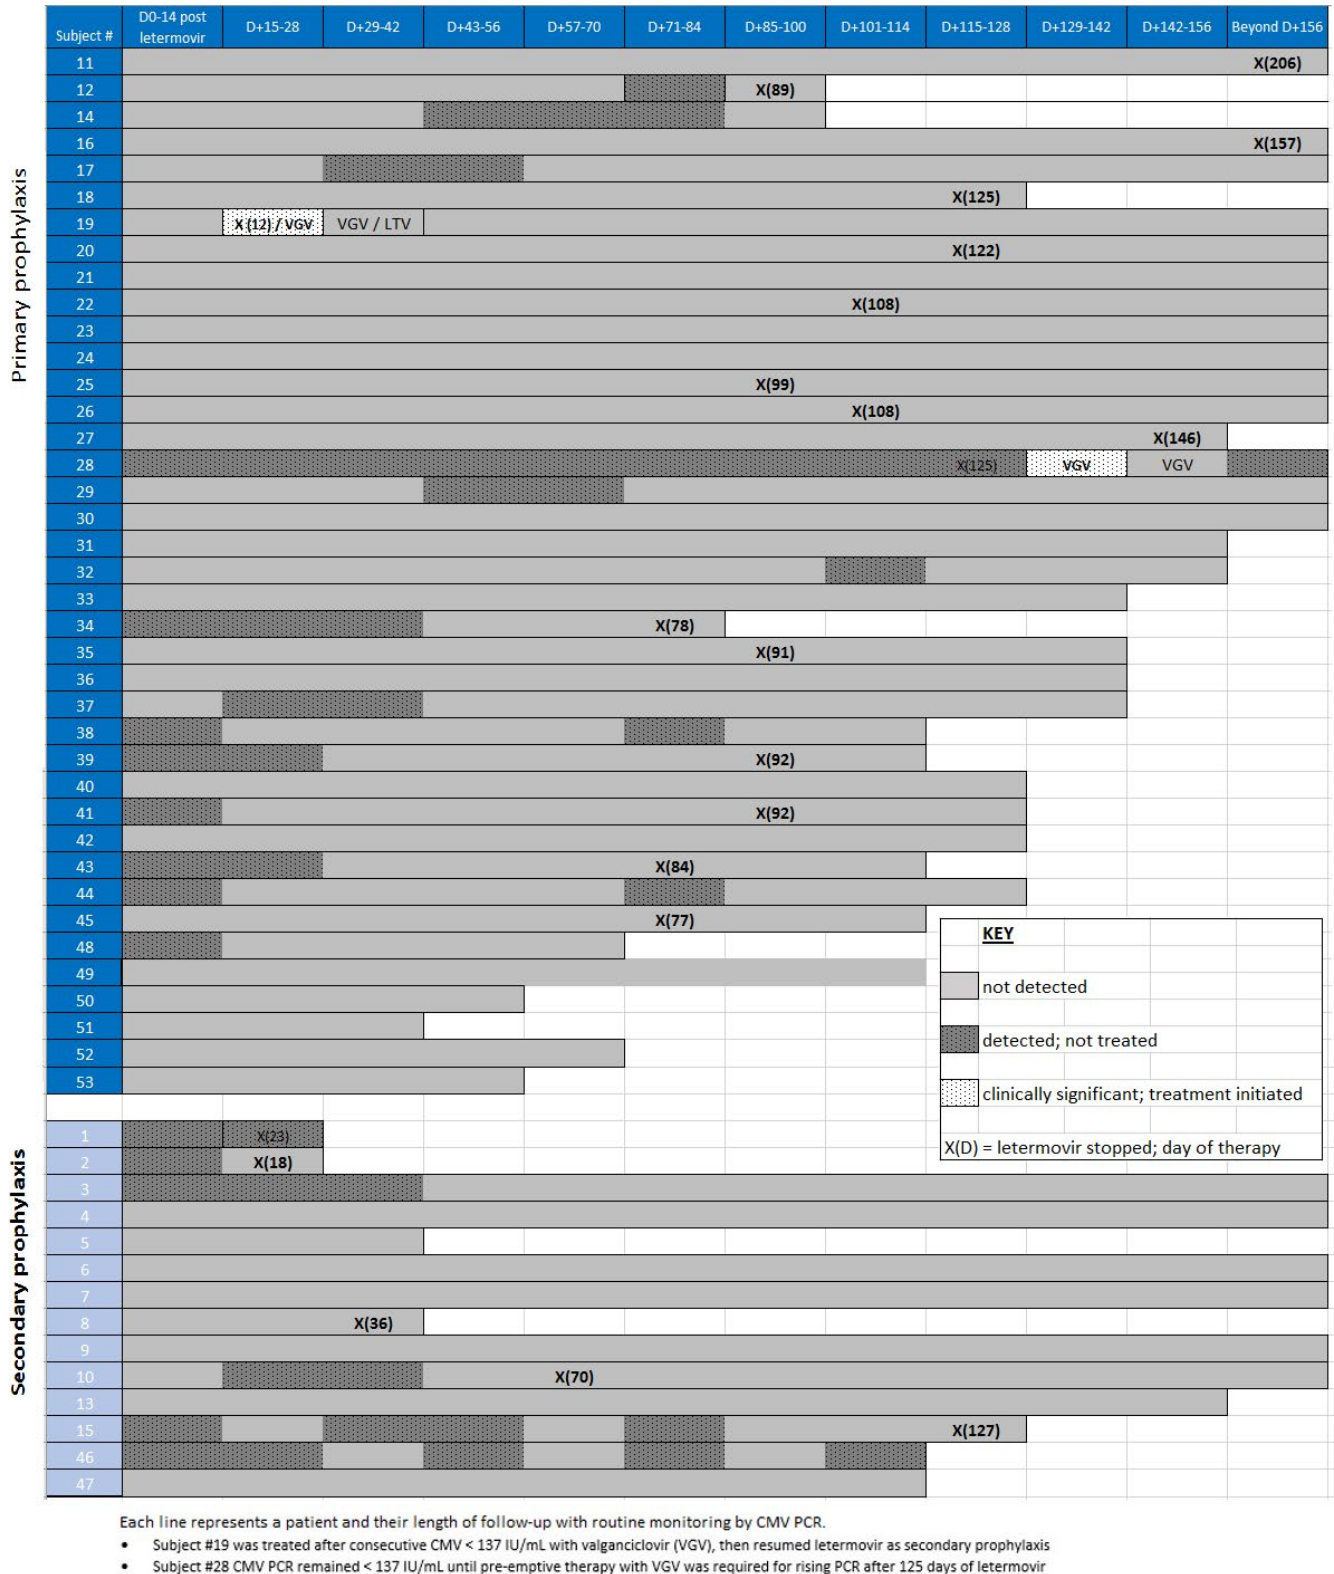 Subject # D0-14 post letermovir D+15-28 D+29-42 D+43-56 D+57-70 D+71-84 D+85-100 D+101-114 D+115-128 D+129-142 D+142-156 Beyond D+156
Primary prophylaxis
11 X(206)
12 X(89)
14
16 X(157)
17
18 X(125)
19 X (12) / VGV VGV / LTV
20 X(122)
21
22 X(108)
23
24
25 X(99)
26 X(108)
27 X(146)
28 X(125) VGV VGV
29
30
31
32
33
34 X(78)
35 X(91)
36
37
38
39 X(92)
40
41 X(92)
42
43 X(84)
44
45 X(77)
48
49
50
51
52
53
KEY
not detected
detected; not treated
clinically significant; treatment initiated
X(D) = letermovir stopped; day of therapy
Secondary prophylaxis
1 X(23)
2 X(18)
3
4
5
6
7
8 X(36)
9
10 X(70)
13
15 X(127)
46
47
Each line represents a patient and their length of follow-up with routine monitoring by CMV PCR.
• Subject #19 was treated after consecutive CMV < 137 IU/mL with valganciclovir (VGV), then resumed letermovir as secondary prophylaxis
• Subject #28 CMV PCR remained < 137 IU/mL until pre-emptive therapy with VGV was required for rising PCR after 125 days of letermovir